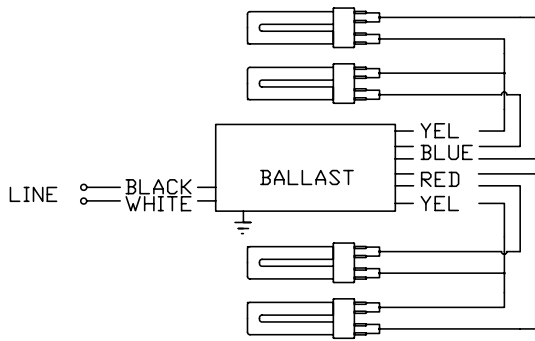 YEL
BLUE
BALLAST
RED
LINE
BLACK
WHITE
YEL